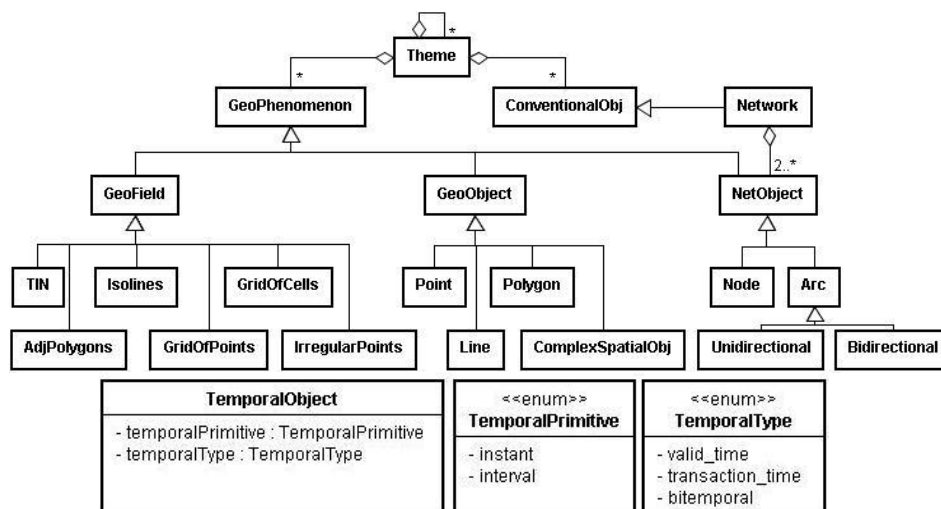 *
Theme
*
*
GeoPhenomenon
ConventionalObj
Network
2..*
GeoField
GeoObject
NetObject
TIN
Isolines
GridOfCells
Point
Polygon
Node
Arc
AdjPolygons
GridOfPoints
IrregularPoints
Line
ComplexSpatialObj
Unidirectional
Bidirectional
TemporalObject
- temporalPrimitive : TemporalPrimitive
- temporalType : TemporalType
<<enum>>
TemporalPrimitive
- instant
- interval
<<enum>>
TemporalType
- valid_time
- transaction_time
- bitemporal